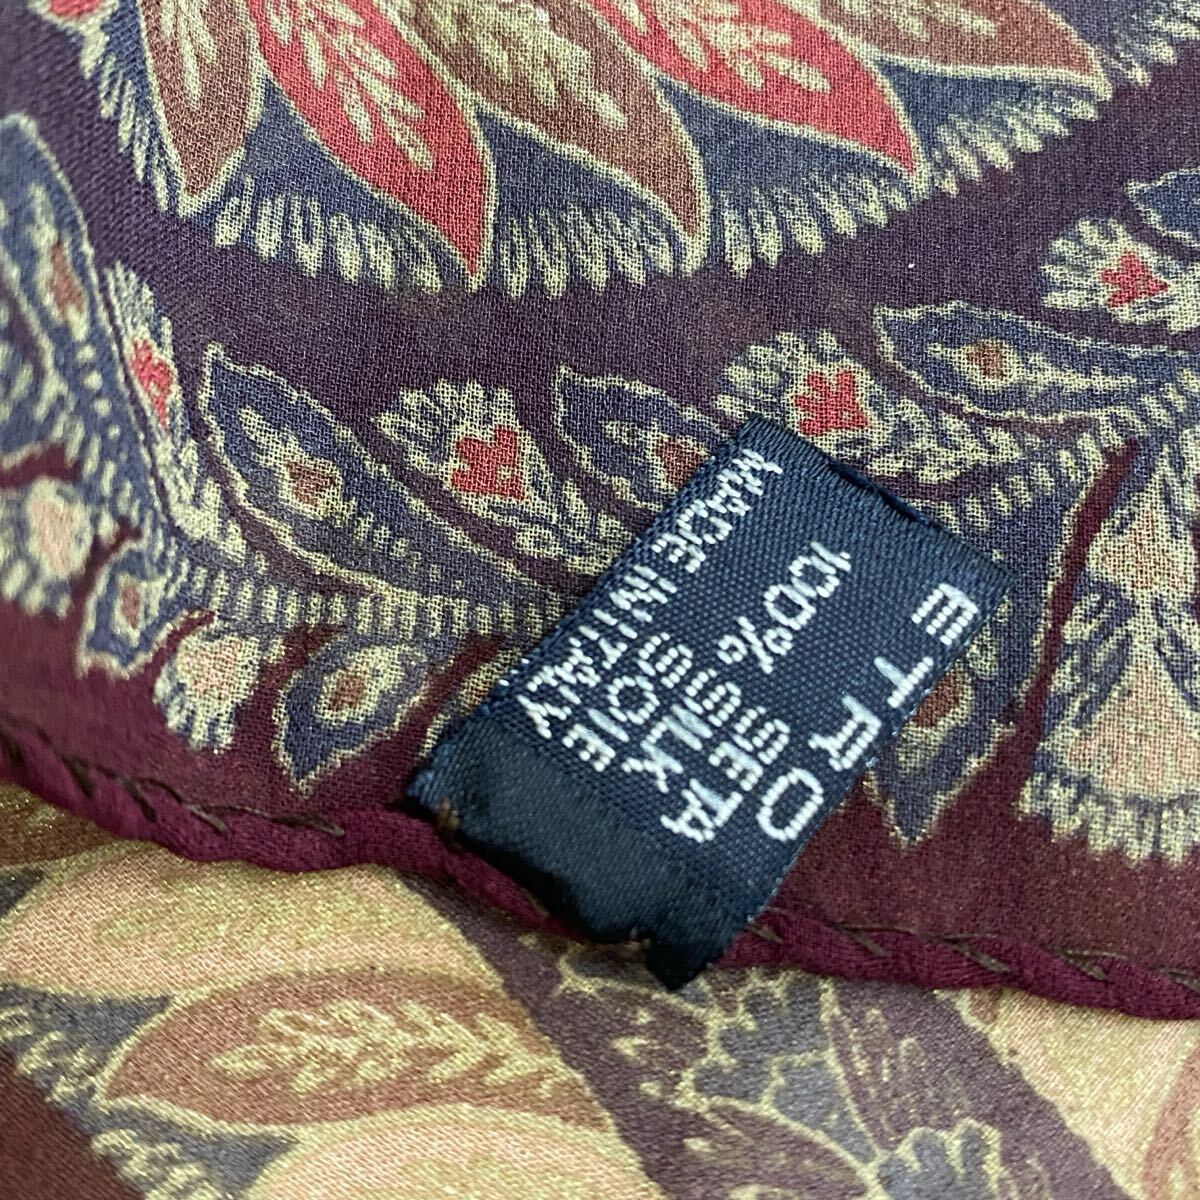 ETRO
100% SETA
SILK
SOIE
MADE IN ITALY